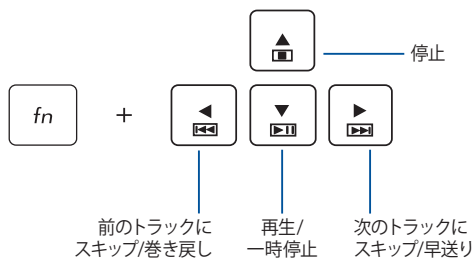 停止
fn
+
前のトラックに
スキップ/巻き戻し
再生/
一時停止
次のトラックに
スキップ/早送り